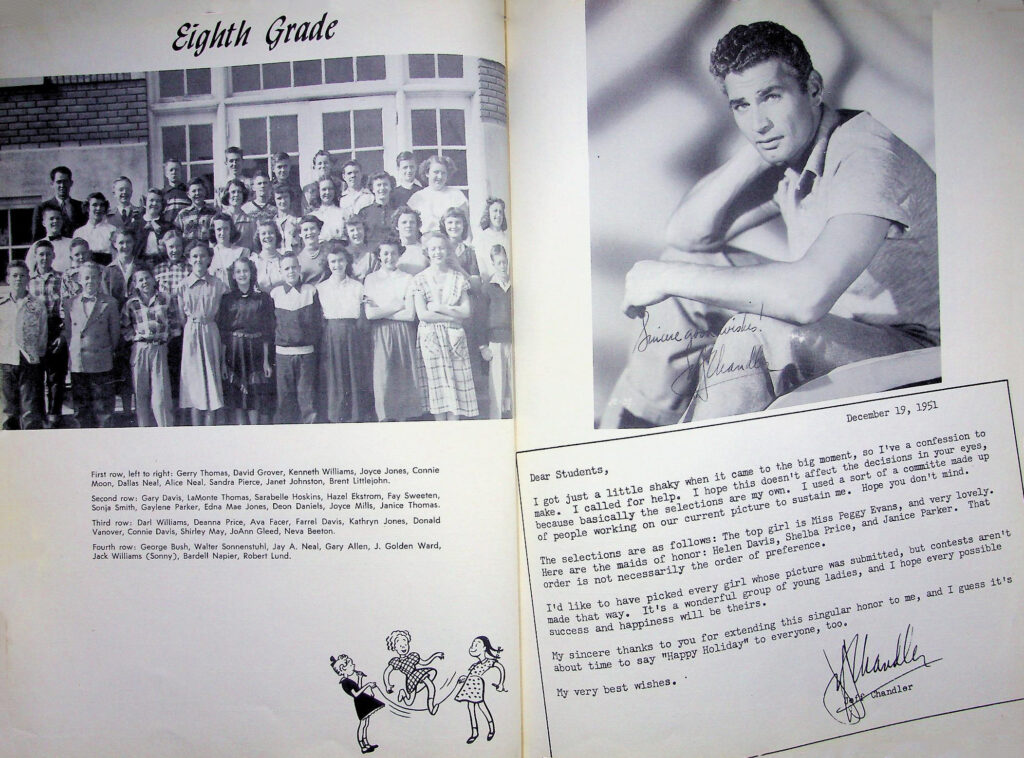 Eighth Grade
First row, left to right: Gerry Thomas, David Grover, Kenneth Williams, Joyce Jones, Connie
Moon, Dallas Neal, Alice Neal, Sandra Pierce, Janet Johnston, Brent Littlejohn.
Second row: Gary Davis, LaMonte Thomas, Sarabelle Hoskins, Hazel Ekstrom, Fay Sweeten,
Sonja Smith, Gaylene Parker, Edna Mae Jones, Deon Daniels, Joyce Mills, Janice Thomas.
Third row: Darl Williams, Deanna Price, Ava Facer, Farrel Davis, Kathryn Jones, Donald
Vanover, Connie Davis, Shirley May, JoAnn Gleed, Neva Beeton.
Fourth row: George Bush, Walter Sonnenstuhl, Jay A. Neal, Gary Allen, J. Golden Ward,
Jack Williams (Sonny), Bardell Napier, Robert Lund.
Sincere good wishes!
Jeff Chandler
December 19, 1951
Dear Students,
I got just a little shaky when it came to the big moment, so I've a confession to
make. I called for help. I hope this doesn't affect the decisions in your eyes,
because basically the selections are my own. I used a sort of a committe made up
of people working on our current picture to sustain me. Hope you don't mind.
The selections are as follows: The top girl is Miss Peggy Evans, and very lovely.
Here are the maids of honor: Helen Davis, Shelba Price, and Janice Parker. That
order is not necessarily the order of preference.
I'd like to have picked every girl whose picture was submitted, but contests aren't
made that way. It's a wonderful group of young ladies, and I hope every possible
success and happiness will be theirs.
My sincere thanks to you for extending this singular honor to me, and I guess it's
about time to say "Happy Holiday" to everyone, too.
My very best wishes.
Jeff Chandler
Jeff Chandler